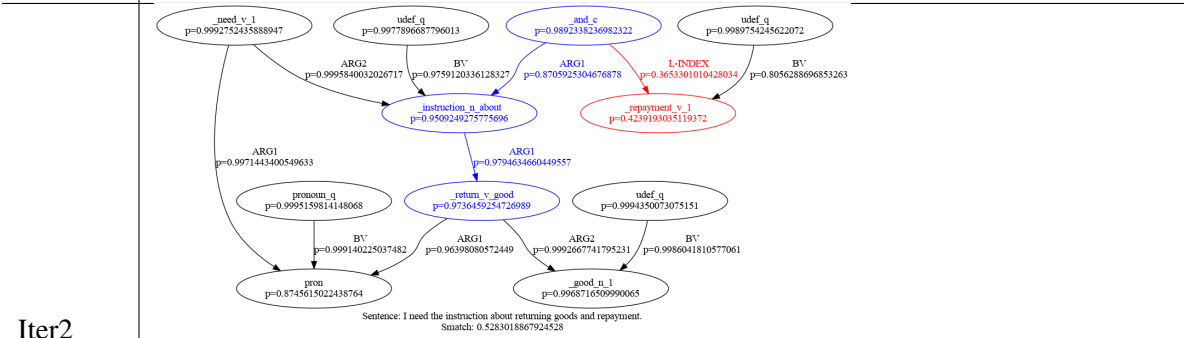 _need_v_1
p=0.9992752435888947
udef_q
p=0.9977896687796013
_and_c
p=0.9892338236982322
udef_q
p=0.9989754245622072
ARG2
p=0.9995840032026717
BV
p=0.9759120336128327
ARG1
p=0.8705925304676878
L-INDEX
p=0.3653301010428034
BV
p=0.8056288696853263
_instruction_n_about
p=0.9509249275775696
_repayment_v_1
p=0.4239193035119372
ARG1
p=0.9971443400549633
ARG1
p=0.9794634660449557
pronoun_q
p=0.9995159814148068
_return_v_good
p=0.9736459254726989
udef_q
p=0.9994350073075151
BV
p=0.999140225037482
ARG1
p=0.96398080572449
ARG2
p=0.9992667741795231
BV
p=0.9986041810577061
pron
p=0.8745615022438764
_good_n_1
p=0.9968716509990065
Sentence: I need the instruction about returning goods and repayment.
Smatch: 0.5283018867924528
Iter2